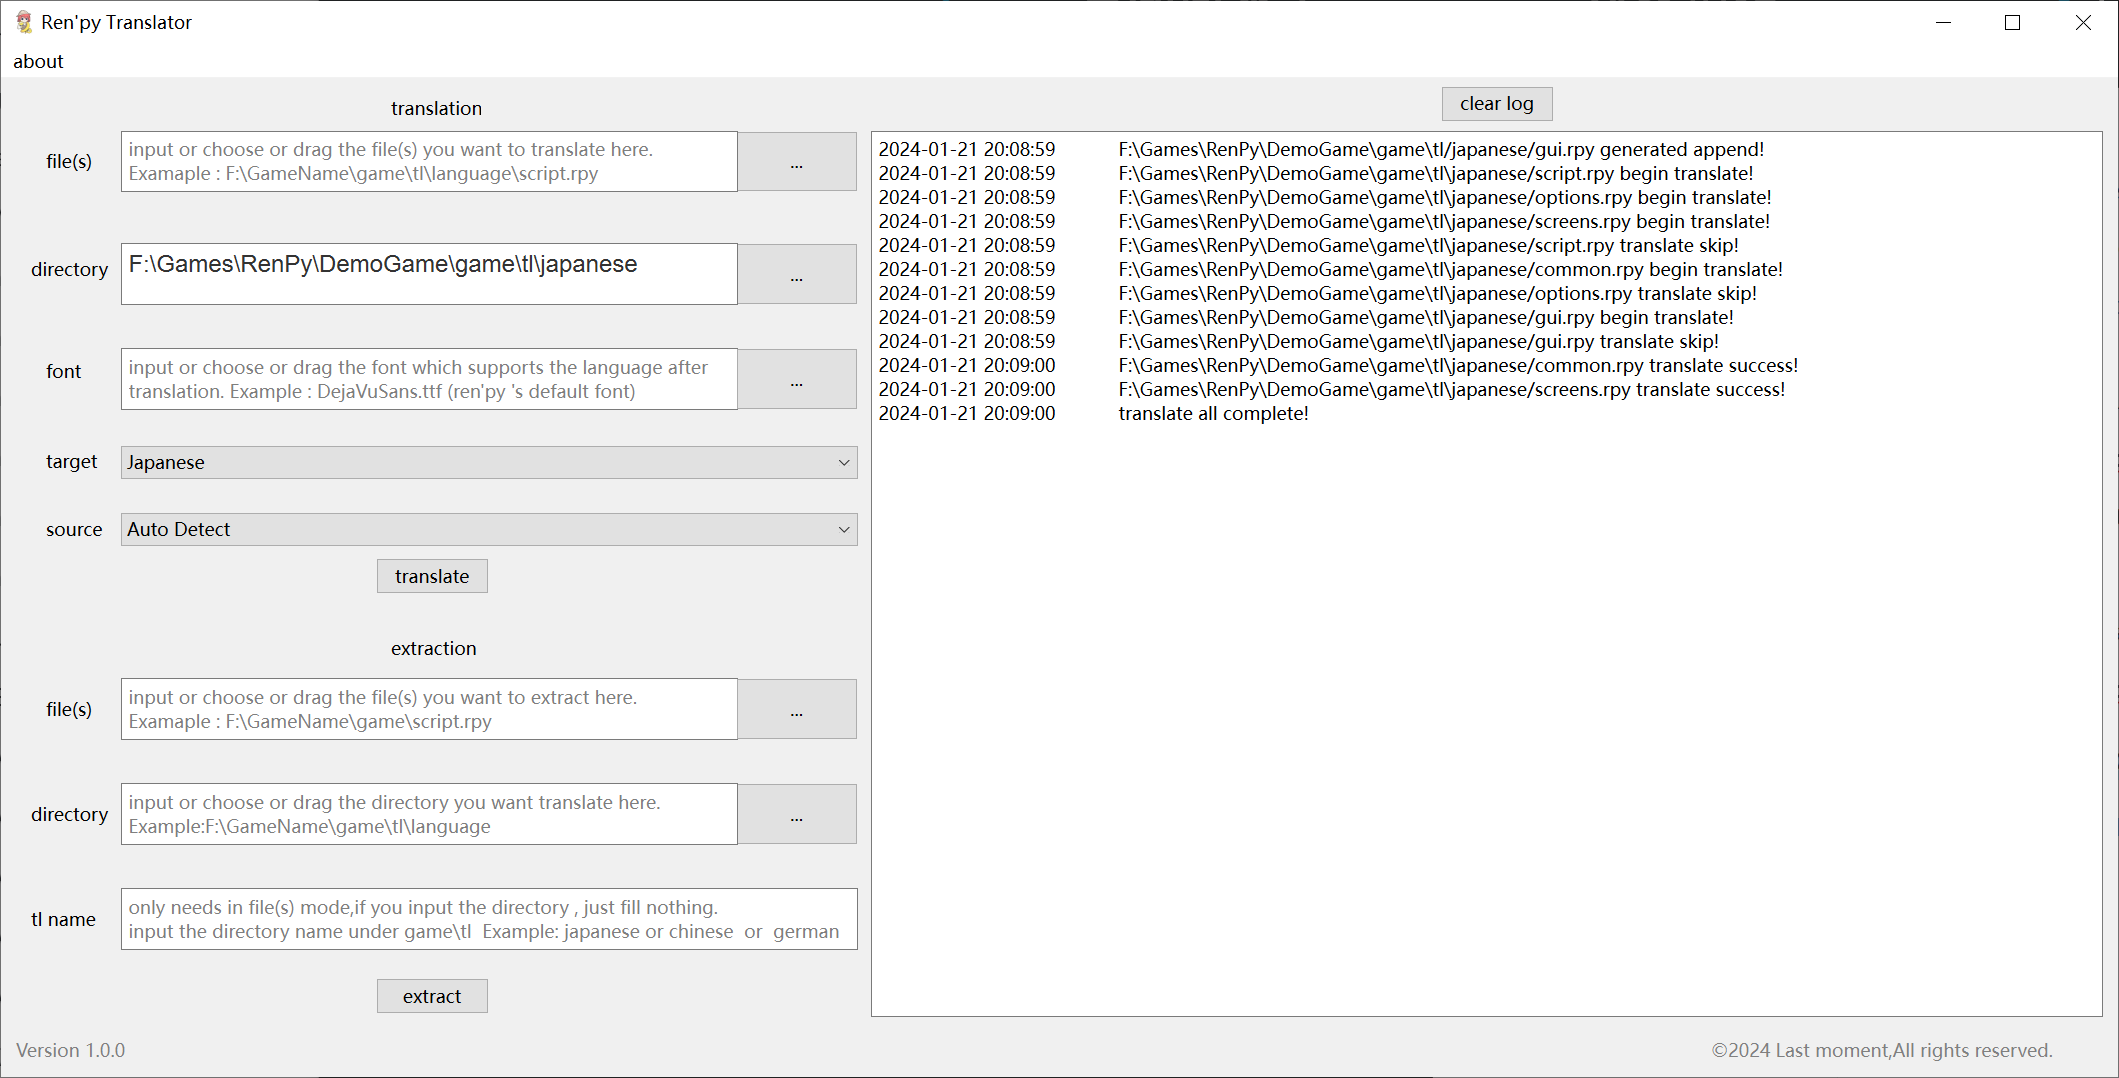 Ren'py Translator
about
translation
file(s)
input or choose or drag the file(s) you want to translate here.
Examaple : F:\GameName\game\tl\language\script.rpy
...
directory
F:\Games\RenPy\DemoGame\game\tl\japanese
...
font
input or choose or drag the font which supports the language after
translation. Example : DejaVuSans.ttf (ren'py 's default font)
...
target
Japanese
source
Auto Detect
translate
extraction
file(s)
input or choose or drag the file(s) you want to extract here.
Examaple : F:\GameName\game\script.rpy
...
directory
input or choose or drag the directory you want translate here.
Example:F:\GameName\game\tl\language
...
tl name
only needs in file(s) mode,if you input the directory , just fill nothing.
input the directory name under game\tl  Example: japanese or chinese  or  german
extract
clear log
2024-01-21 20:08:59 F:\Games\RenPy\DemoGame\game\tl/japanese/gui.rpy generated append!
2024-01-21 20:08:59 F:\Games\RenPy\DemoGame\game\tl\japanese/script.rpy begin translate!
2024-01-21 20:08:59 F:\Games\RenPy\DemoGame\game\tl\japanese/options.rpy begin translate!
2024-01-21 20:08:59 F:\Games\RenPy\DemoGame\game\tl\japanese/screens.rpy begin translate!
2024-01-21 20:08:59 F:\Games\RenPy\DemoGame\game\tl\japanese/script.rpy translate skip!
2024-01-21 20:08:59 F:\Games\RenPy\DemoGame\game\tl\japanese/common.rpy begin translate!
2024-01-21 20:08:59 F:\Games\RenPy\DemoGame\game\tl\japanese/options.rpy translate skip!
2024-01-21 20:08:59 F:\Games\RenPy\DemoGame\game\tl\japanese/gui.rpy begin translate!
2024-01-21 20:08:59 F:\Games\RenPy\DemoGame\game\tl\japanese/gui.rpy translate skip!
2024-01-21 20:09:00 F:\Games\RenPy\DemoGame\game\tl\japanese/common.rpy translate success!
2024-01-21 20:09:00 F:\Games\RenPy\DemoGame\game\tl\japanese/screens.rpy translate success!
2024-01-21 20:09:00 translate all complete!
Version 1.0.0
©2024 Last moment,All rights reserved.